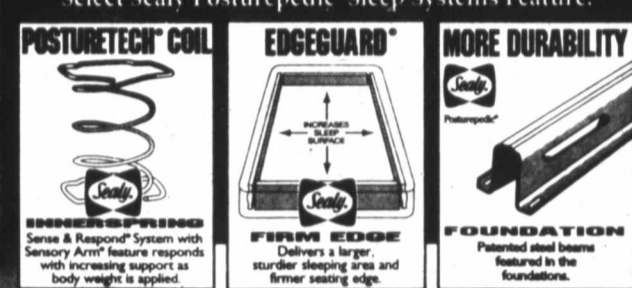 Select Sealy Posturepedic Sleep Systems Feature:
POSTURETECH® COIL
Sealy.
INNERSPRING
Sense & Respond® System with
Sensory Arm® feature responds
with increasing support as
body weight is applied.
EDGEGUARD®
INCREASES
SLEEP
SURFACE
Sealy.
FIRM EDGE
Delivers a larger,
sturdier sleeping area and
firmer seating edge.
MORE DURABILITY
Sealy.
Posturepedic®
FOUNDATION
Patented steel beams
featured in the
foundations.